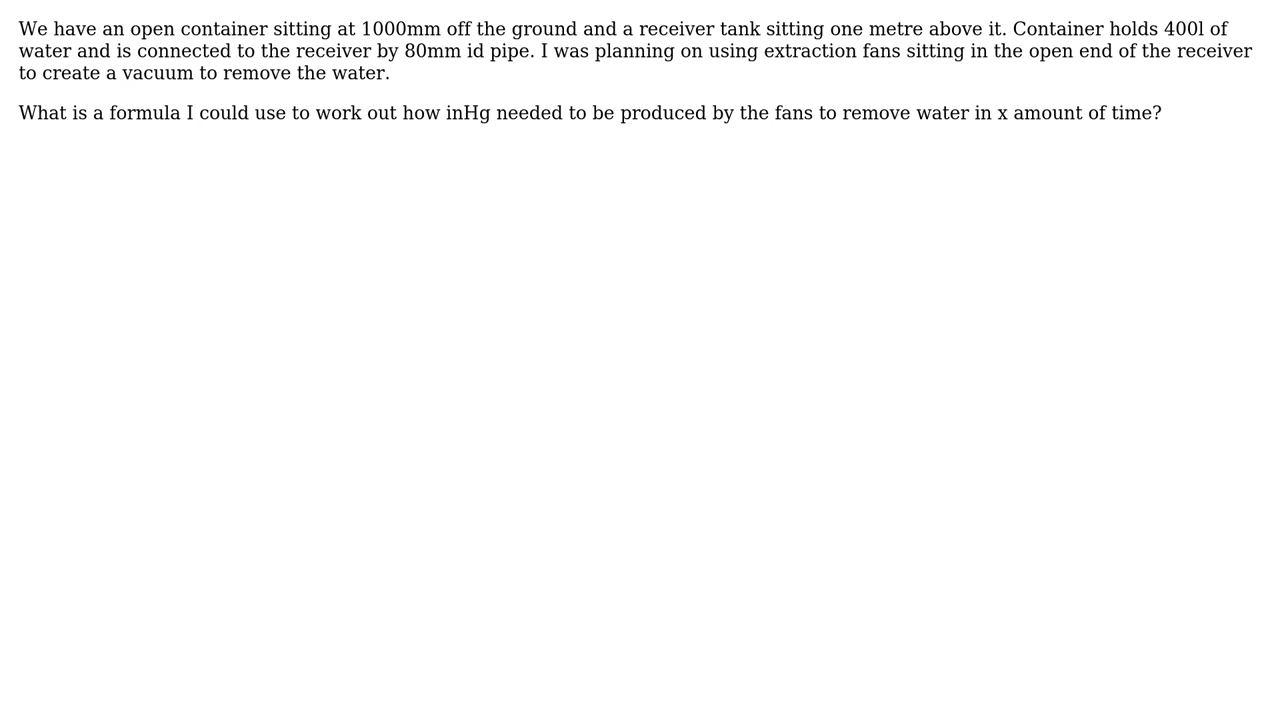 We have an open container sitting at 1000mm off the ground and a receiver tank sitting one metre above it. Container holds 400l of
water and is connected to the receiver by 80mm id pipe. I was planning on using extraction fans sitting in the open end of the receiver
to create a vacuum to remove the water.
What is a formula I could use to work out how inHg needed to be produced by the fans to remove water in x amount of time?